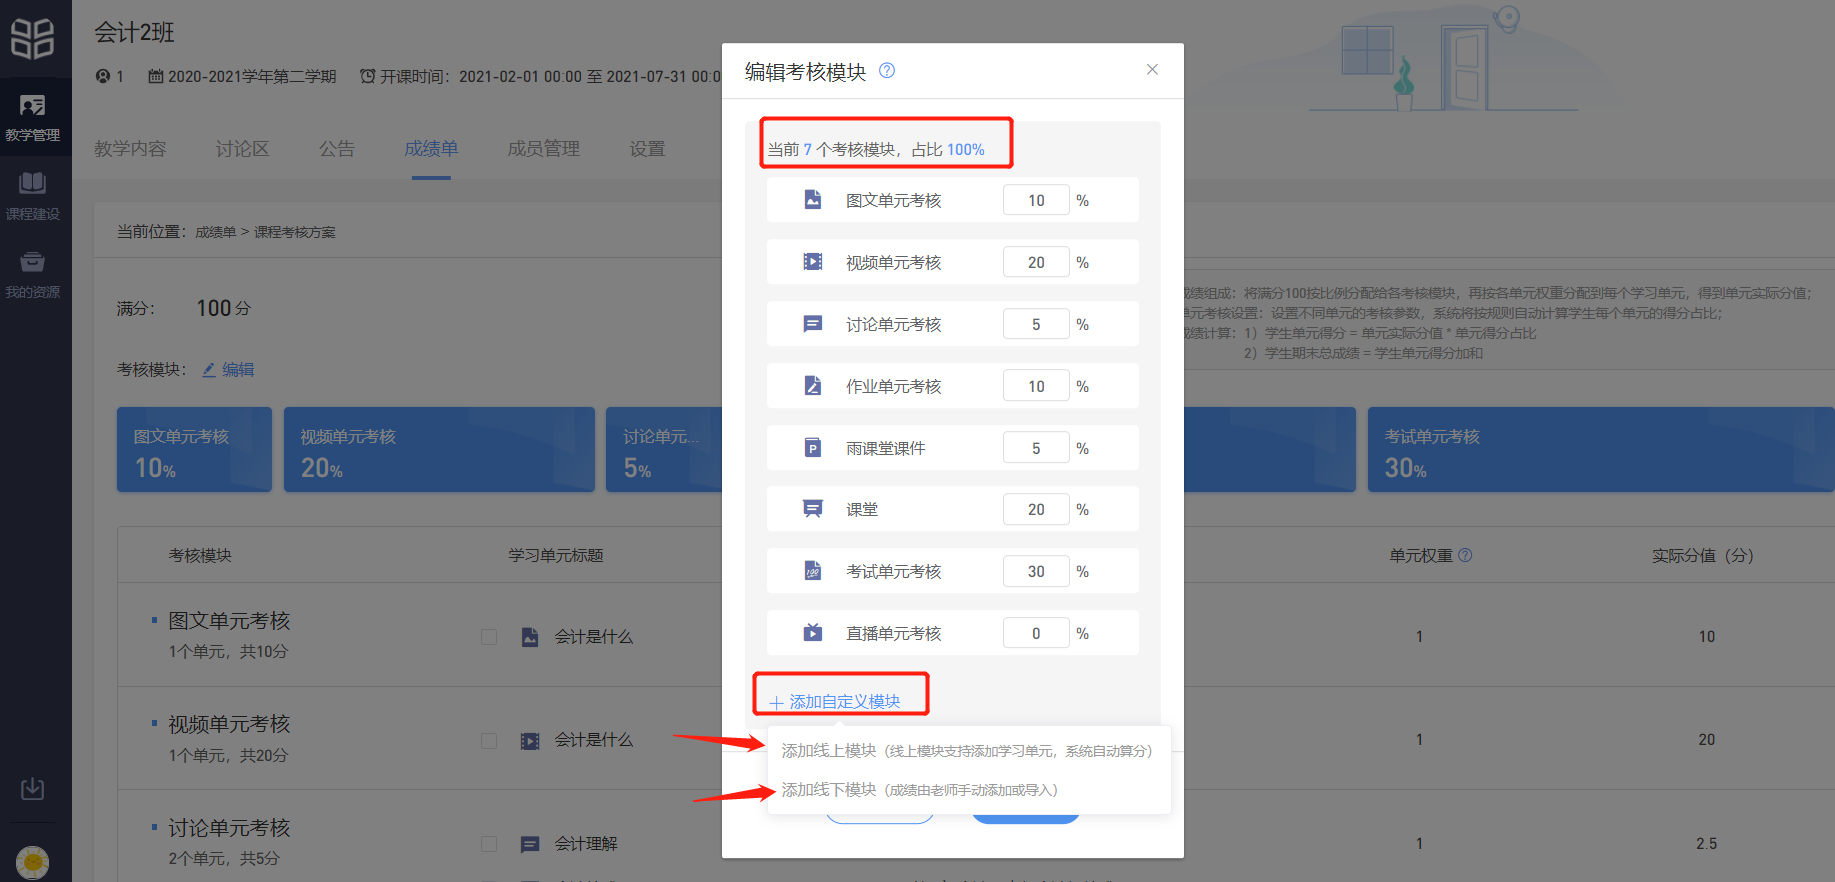 会计2班
1 2020-2021学年第二学期 开课时间：2021-02-01 00:00 至 2021-07-31 00:0
教学管理
课程建设
我的资源
教学内容 讨论区 公告 成绩单 成员管理 设置
当前位置：成绩单 > 课程考核方案
满分： 100 分
成绩组成：将满分100按比例分配给各考核模块，再按各单元权重分配到每个学习单元，得到单元实际分值；
单元考核设置：设置不同单元的考核参数，系统将按规则自动计算学生每个单元的得分占比；
成绩计算：1）学生单元得分 = 单元实际分值 * 单元得分占比
2）学生期末总成绩 = 学生单元得分加和
考核模块： 编辑
图文单元考核
10%
视频单元考核
20%
讨论单元...
5%
考试单元考核
30%
考核模块 学习单元标题 单元权重 实际分值（分）
图文单元考核
1个单元，共10分
会计是什么 1 10
视频单元考核
1个单元，共20分
会计是什么 1 20
讨论单元考核
2个单元，共5分
会计理解 1 2.5
编辑考核模块
当前 7 个考核模块，占比 100%
图文单元考核 10 %
视频单元考核 20 %
讨论单元考核 5 %
作业单元考核 10 %
雨课堂课件 5 %
课堂 20 %
考试单元考核 30 %
直播单元考核 0 %
＋ 添加自定义模块
添加线上模块（线上模块支持添加学习单元，系统自动算分）
添加线下模块（成绩由老师手动添加或导入）